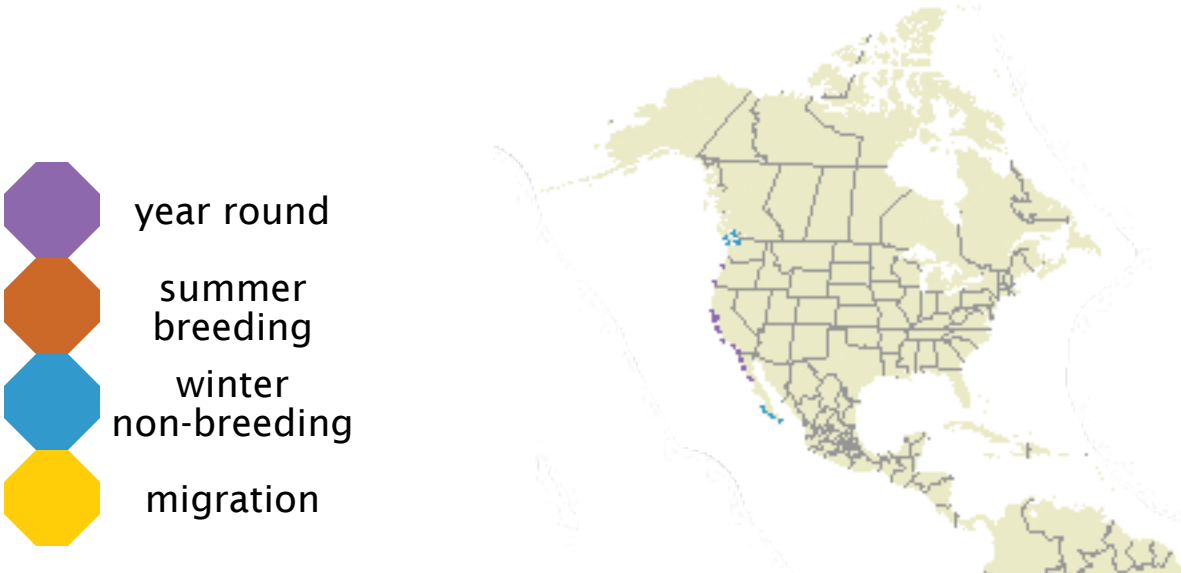 year round
summer
breeding
winter
non-breeding
migration